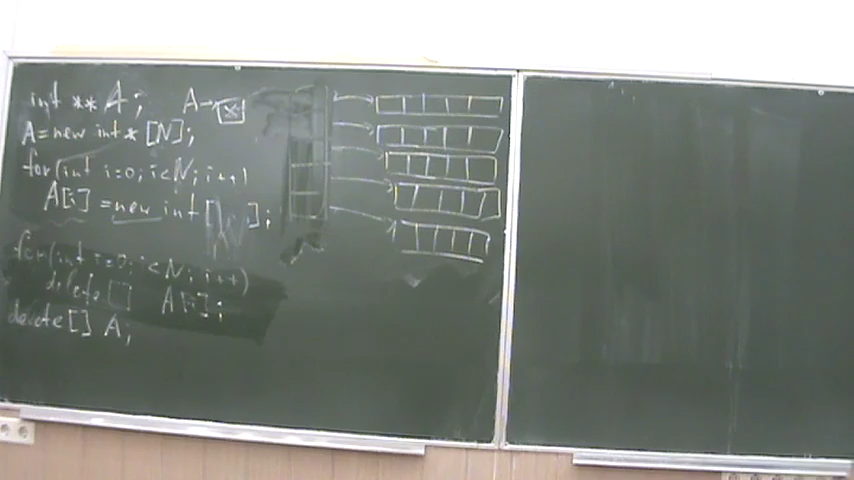 int ** A; A→ x
A=new int* [N];
for(int i=0; i<N; i++)
A[i] = new int[ ];
for(int i=0; i<N; i++)
delete [] A[i];
delete [] A;